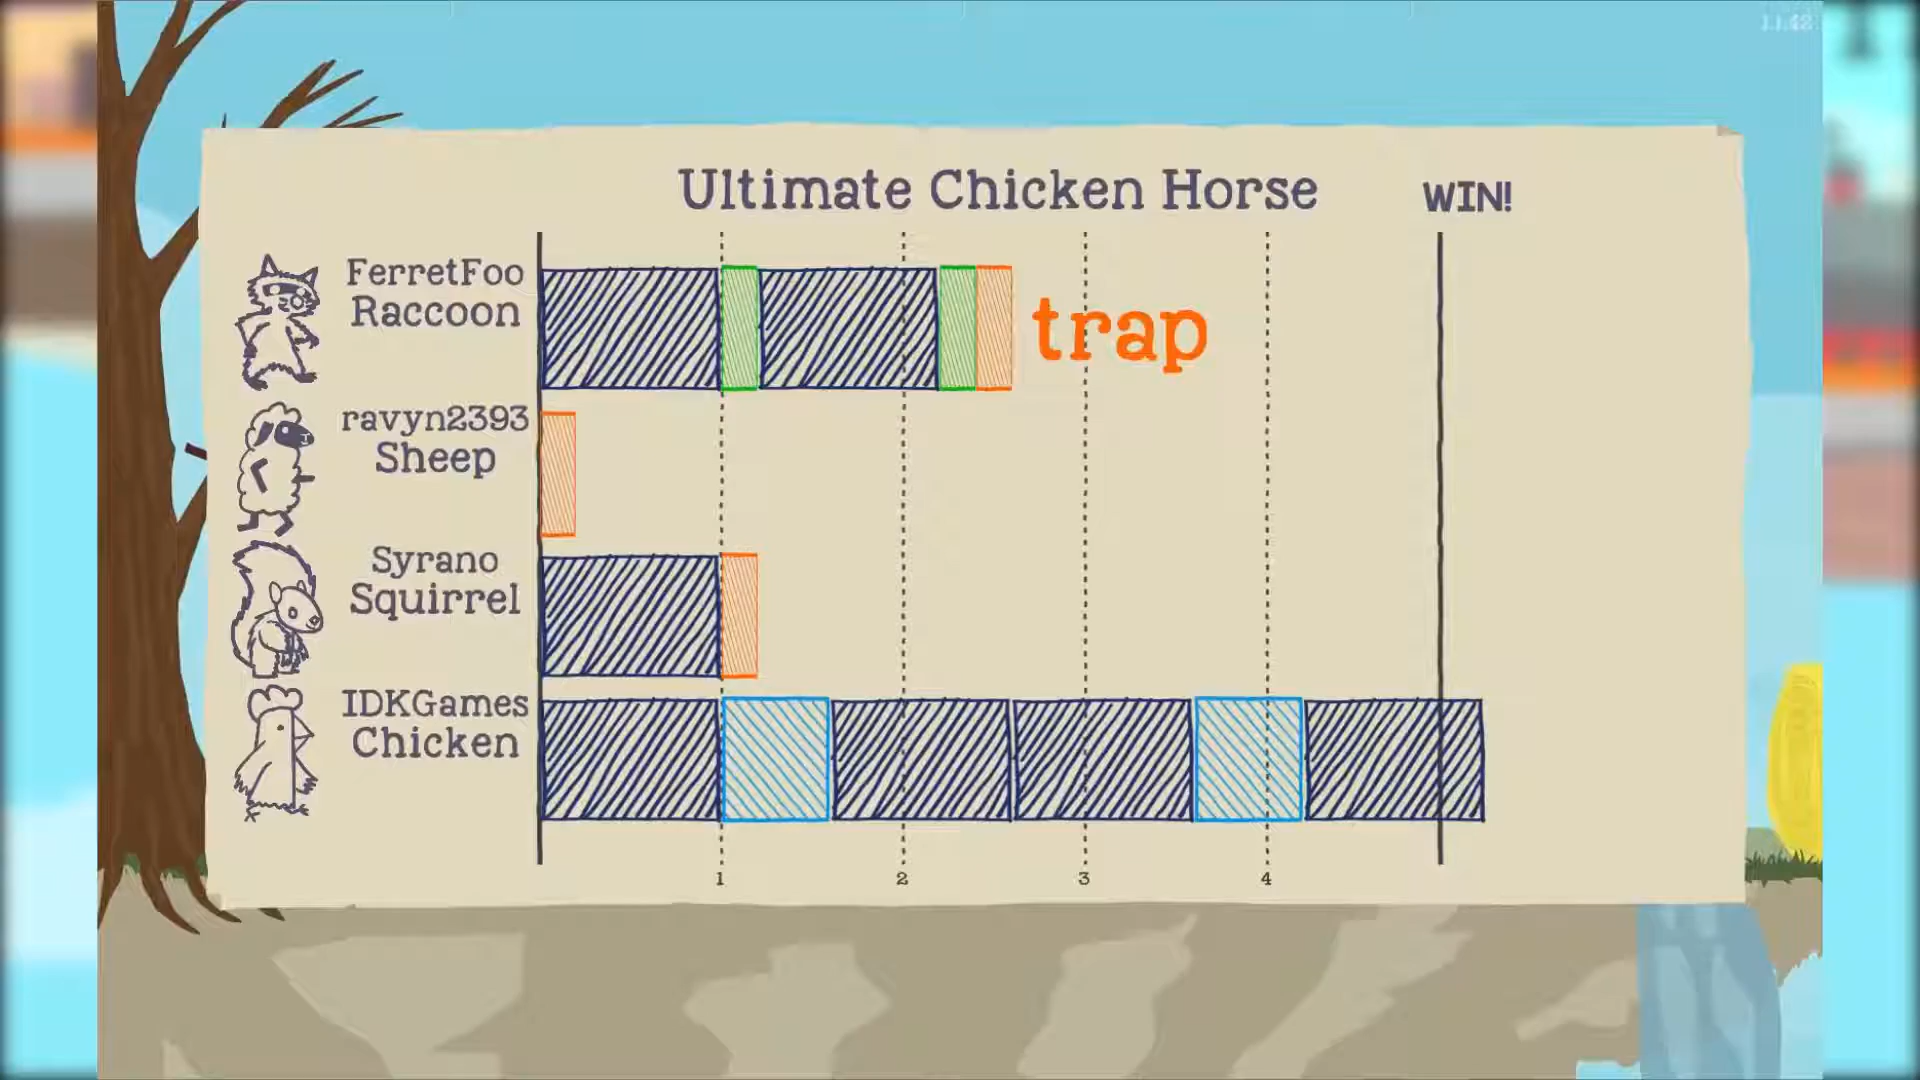 Ultimate Chicken Horse
WIN!
FerretFoo
Raccoon
trap
ravyn2393
Sheep
Syrano
Squirrel
IDKGames
Chicken
1
2
3
4